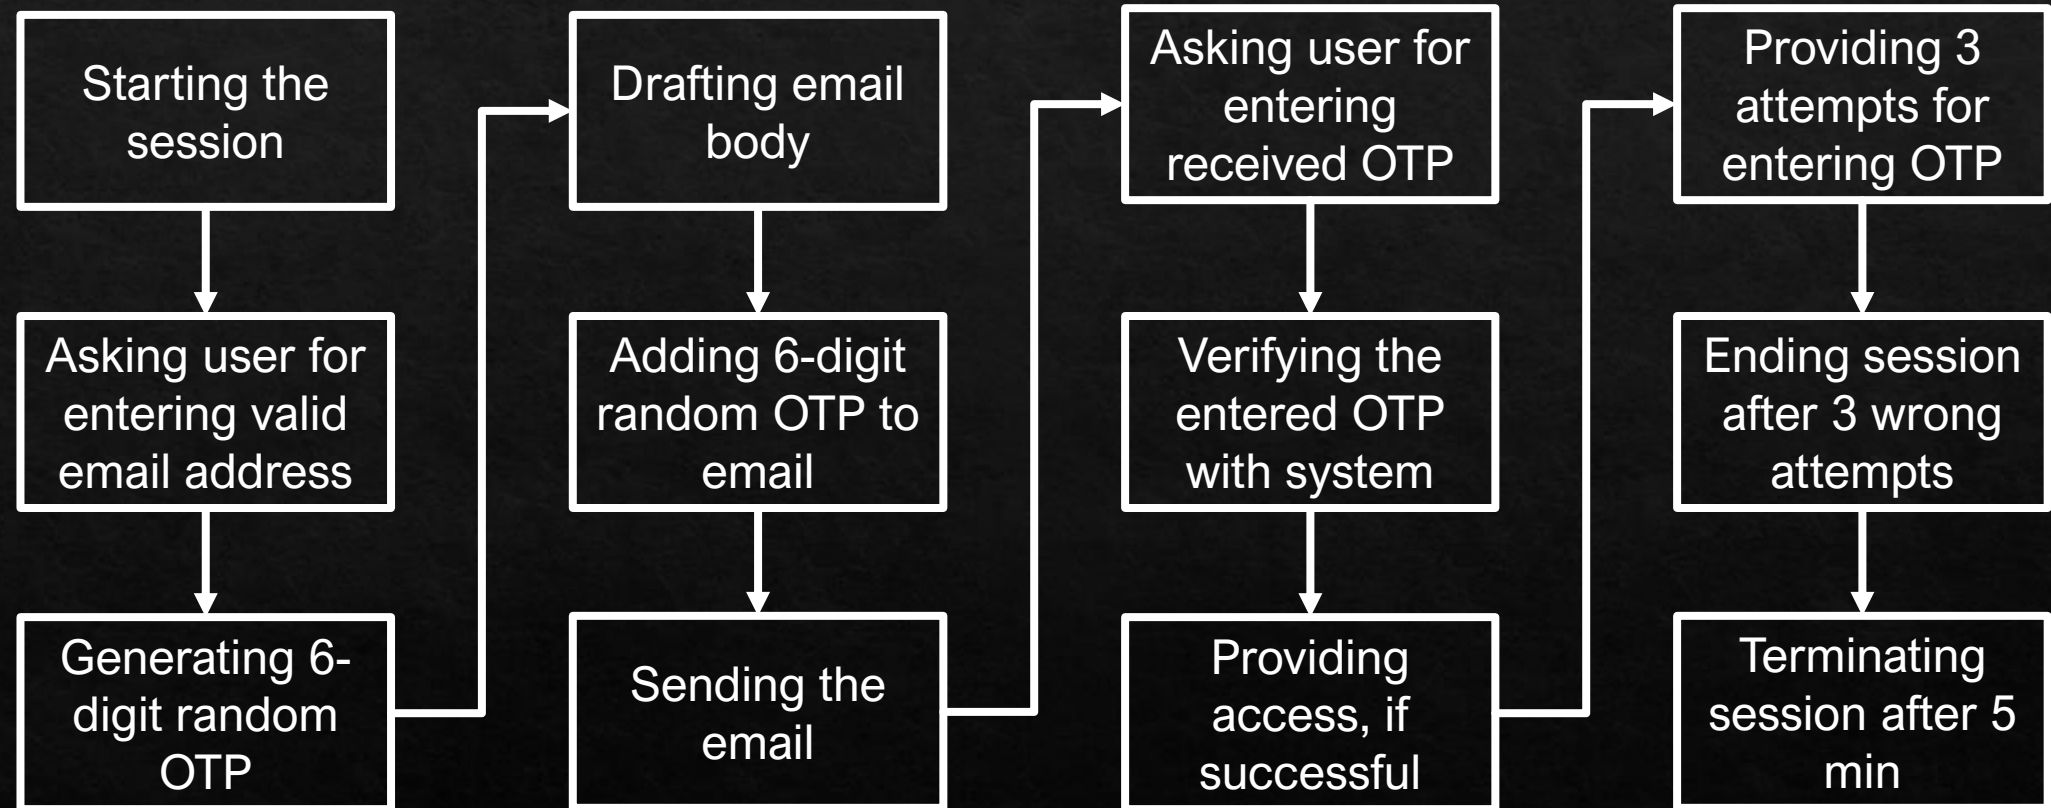 Starting the
session
Asking user for
entering valid
email address
Generating 6-
digit random
OTP
Drafting email
body
Adding 6-digit
random OTP to
email
Sending the
email
Asking user for
entering
received OTP
Verifying the
entered OTP
with system
Providing
access, if
successful
Providing 3
attempts for
entering OTP
Ending session
after 3 wrong
attempts
Terminating
session after 5
min